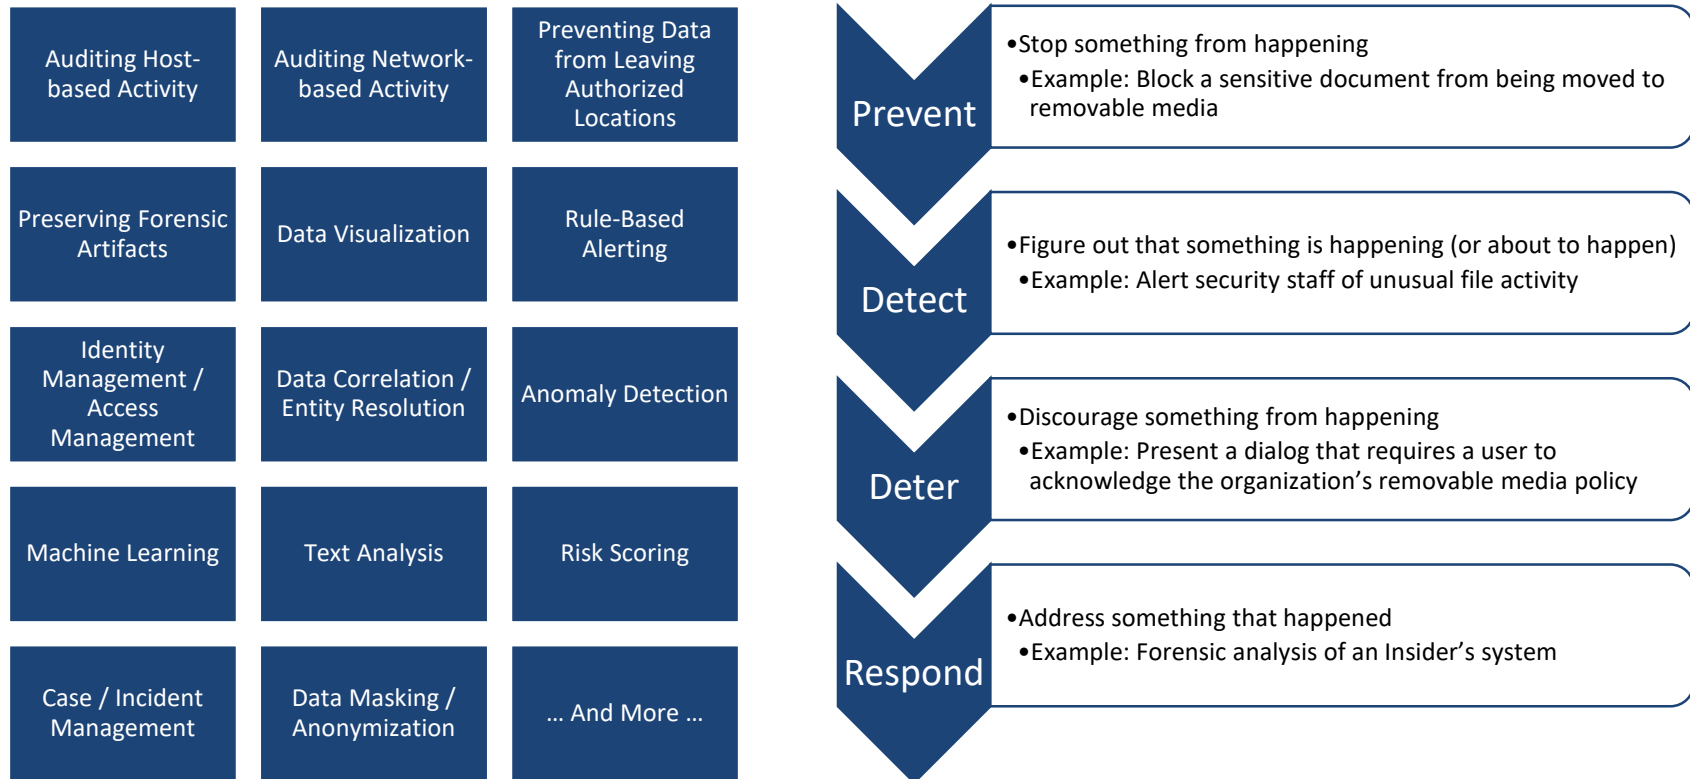 Auditing Host-
based Activity
Auditing Network-
based Activity
Preventing Data
from Leaving
Authorized
Locations
Preserving Forensic
Artifacts
Data Visualization
Rule-Based
Alerting
Identity
Management /
Access
Management
Data Correlation /
Entity Resolution
Anomaly Detection
Machine Learning
Text Analysis
Risk Scoring
Case / Incident
Management
Data Masking /
Anonymization
... And More ...
Prevent
•Stop something from happening
•Example: Block a sensitive document from being moved to
removable media
Detect
•Figure out that something is happening (or about to happen)
•Example: Alert security staff of unusual file activity
Deter
•Discourage something from happening
•Example: Present a dialog that requires a user to
acknowledge the organization’s removable media policy
Respond
•Address something that happened
•Example: Forensic analysis of an Insider’s system